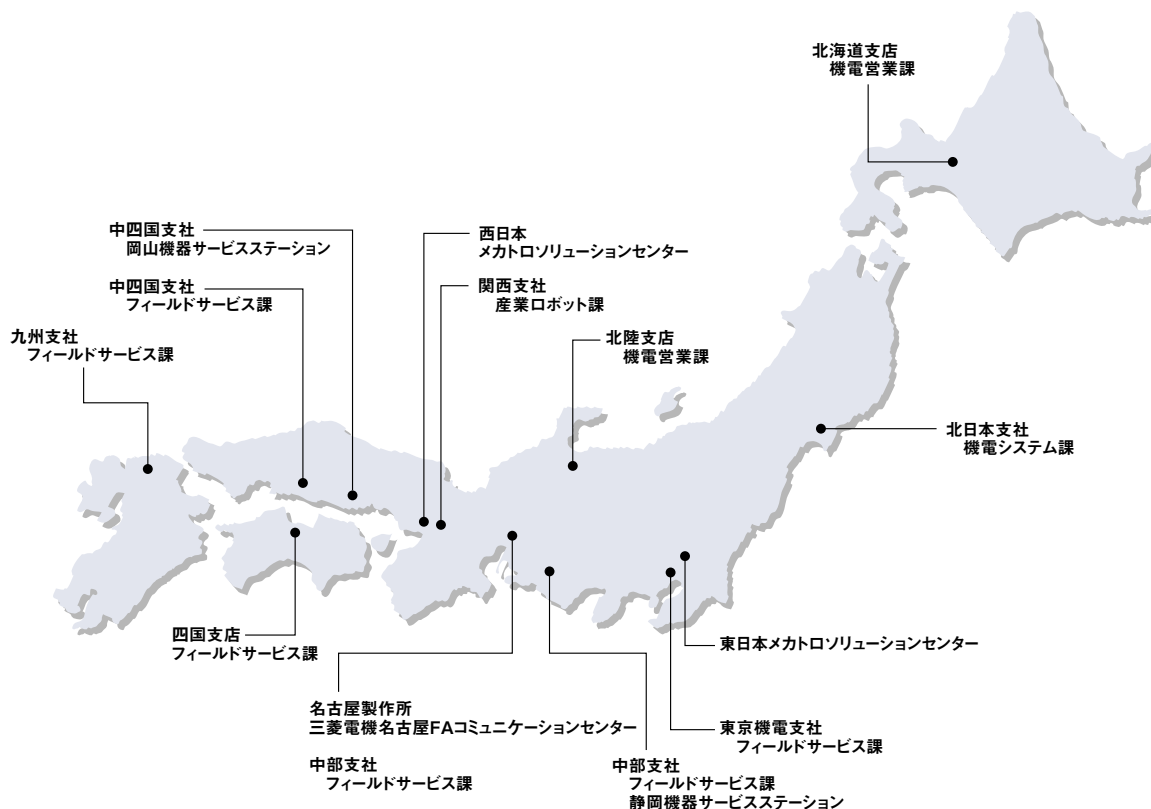 北海道支店
機電営業課
中四国支社
岡山機器サービスステーション
西日本
メカトロソリューションセンター
中四国支社
フィールドサービス課
関西支社
産業ロボット課
九州支社
フィールドサービス課
北陸支店
機電営業課
北日本支社
機電システム課
四国支店
フィールドサービス課
東日本メカトロソリューションセンター
名古屋製作所
三菱電機名古屋FAコミュニケーションセンター
中部支社
フィールドサービス課
中部支社
フィールドサービス課
静岡機器サービスステーション
東京機電支社
フィールドサービス課